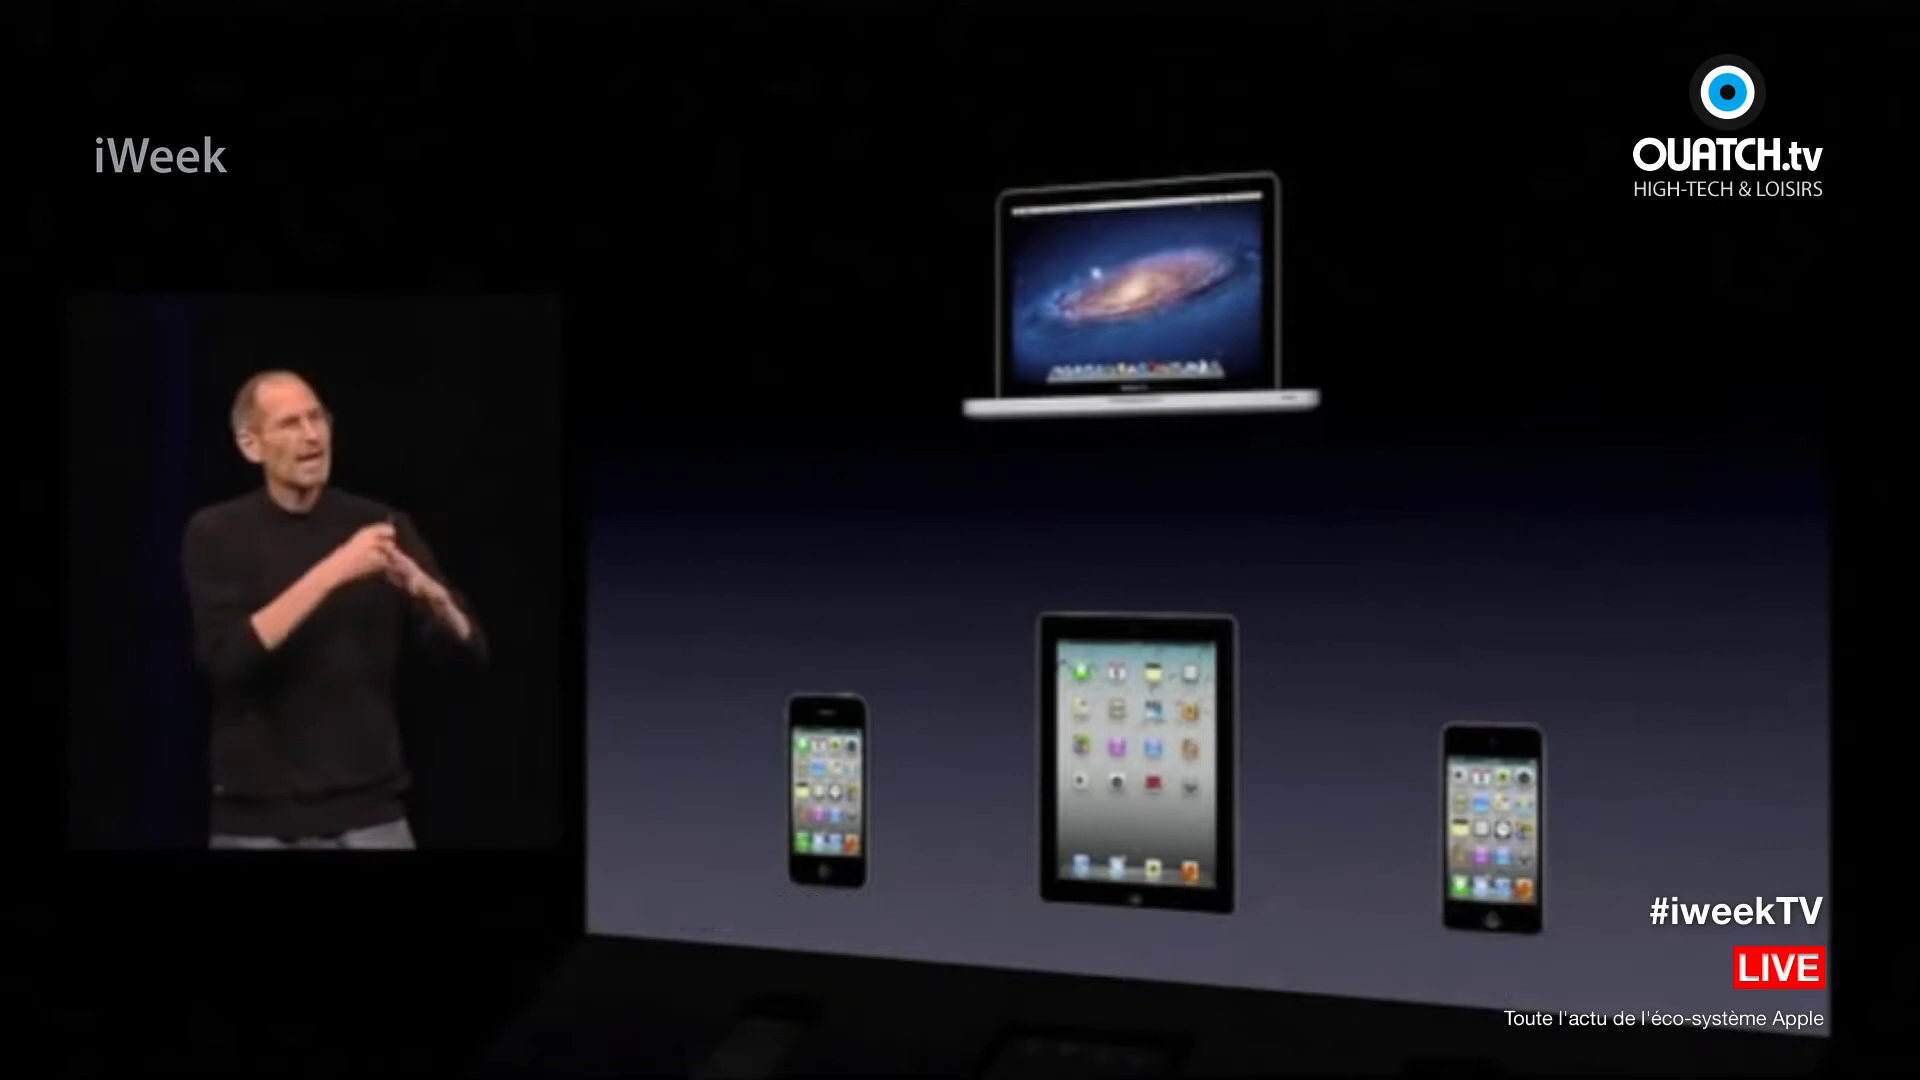 iWeek
OUATCH.tv
HIGH-TECH & LOISIRS
#iweekTV
LIVE
Toute l'actu de l'éco-système Apple